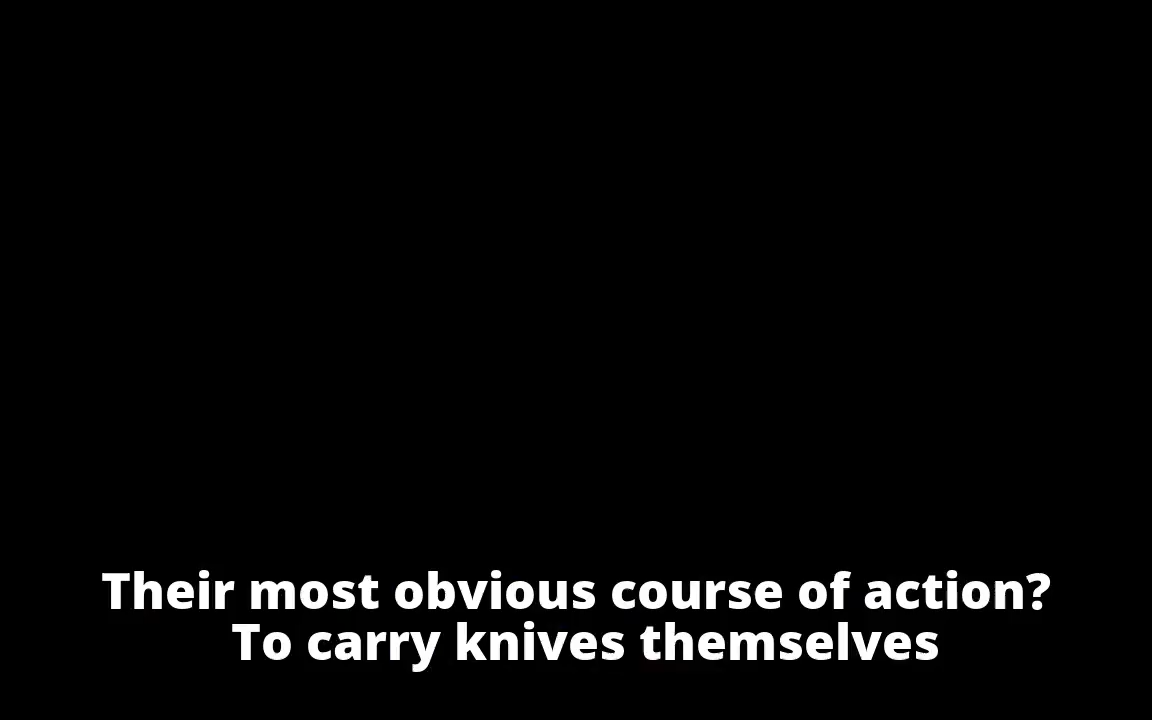 Their most obvious course of action?
To carry knives themselves